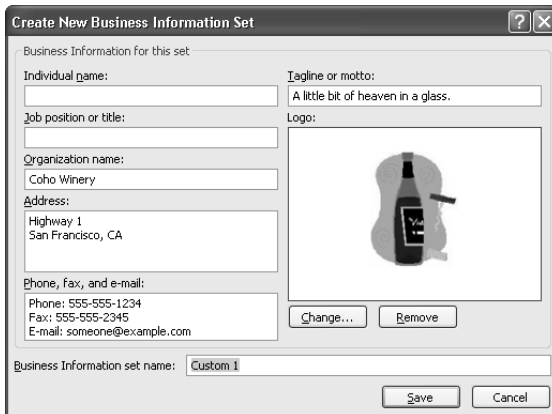 Create New Business Information Set
Business Information for this set
Individual name:
Job position or title:
Organization name:
Coho Winery
Address:
Highway 1
San Francisco, CA
Phone, fax, and e-mail:
Phone: 555-555-1234
Fax: 555-555-2345
E-mail: someone@example.com
Tagline or motto:
A little bit of heaven in a glass.
Logo:
Change...
Remove
Business Information set name:
Custom 1
Save
Cancel